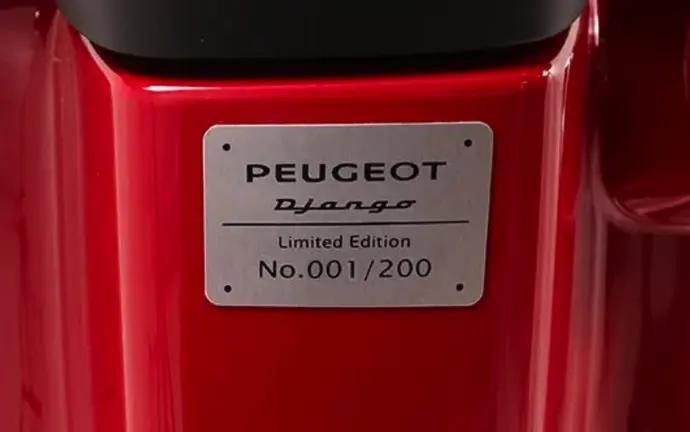 PEUGEOT
Django
Limited Edition
No.001/200